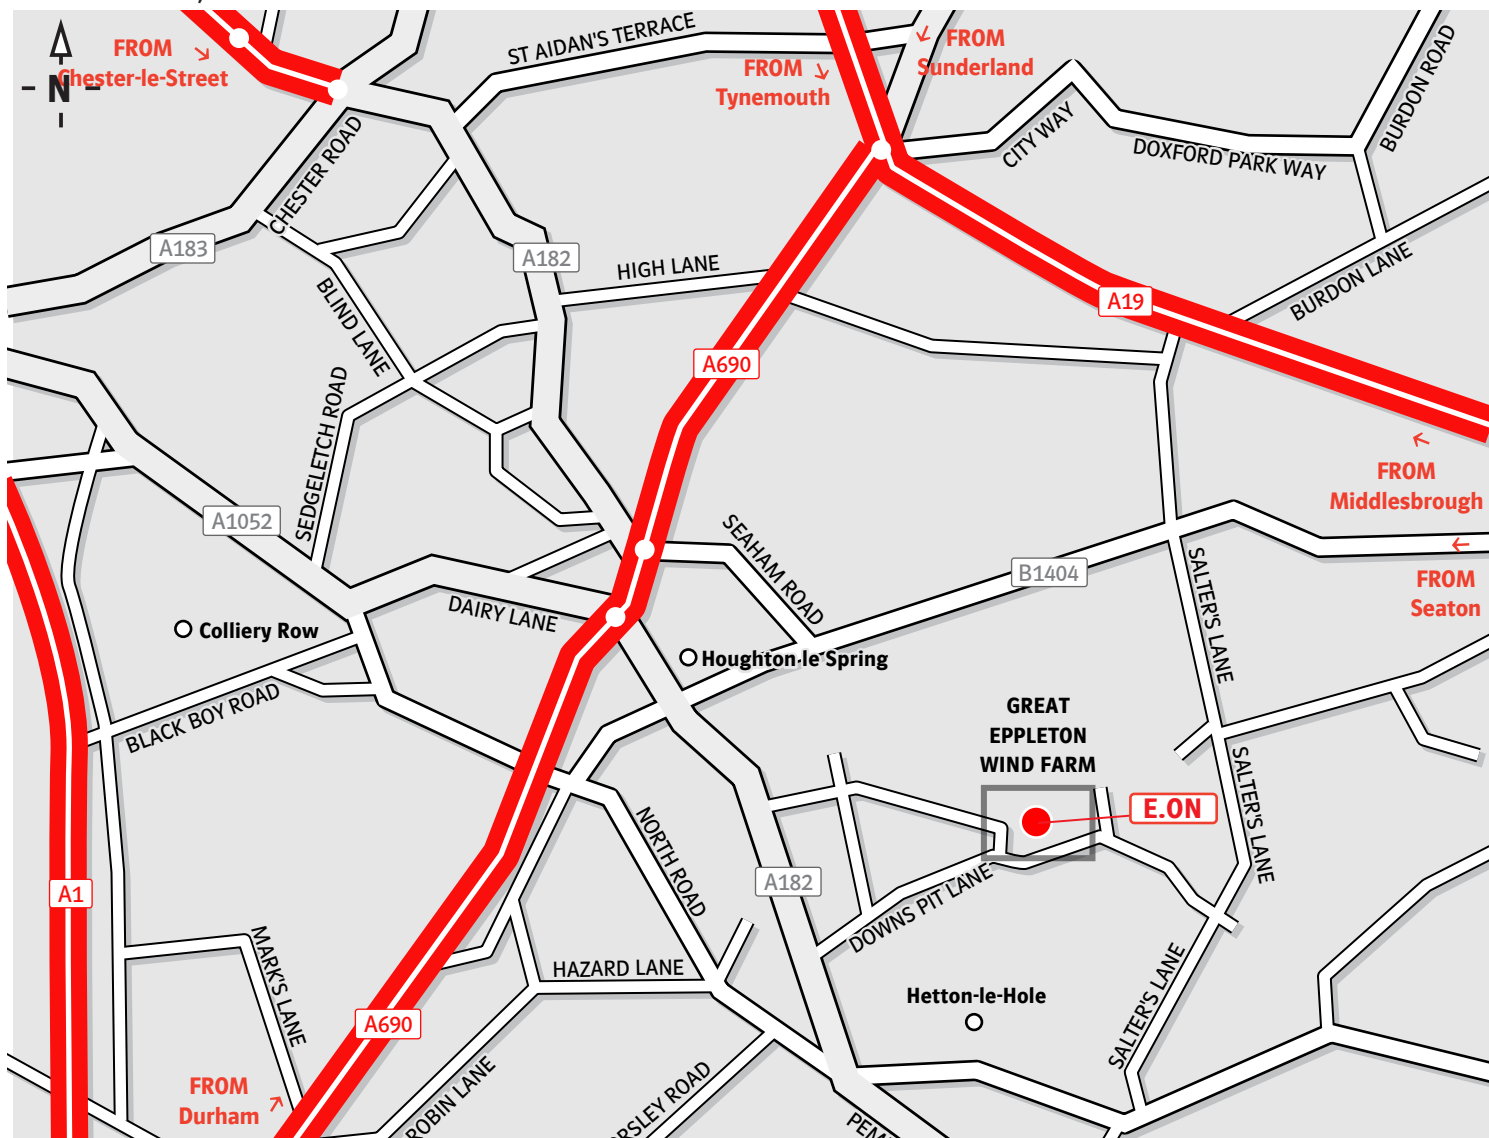 FROM
Chester-le-Street
N
ST AIDAN'S TERRACE
FROM
Tynemouth
FROM
Sunderland
CITY WAY
DOXFORD PARK WAY
BURDON ROAD
CHESTER ROAD
A183
A182
HIGH LANE
BURDON LANE
A19
BLIND LANE
A690
SEDGELETCH ROAD
FROM
Middlesbrough
A1052
SEAHAM ROAD
B1404
SALTER'S LANE
FROM
Seaton
DAIRY LANE
Colliery Row
Houghton-le Spring
BLACK BOY ROAD
GREAT
EPPLETON
WIND FARM
E.ON
SALTER'S LANE
NORTH ROAD
A1
A182
DOWNS PIT LANE
MARK'S LANE
HAZARD LANE
Hetton-le-Hole
SALTER'S LANE
A690
FROM
Durham
ROBIN LANE
RSLEY ROAD
PEM